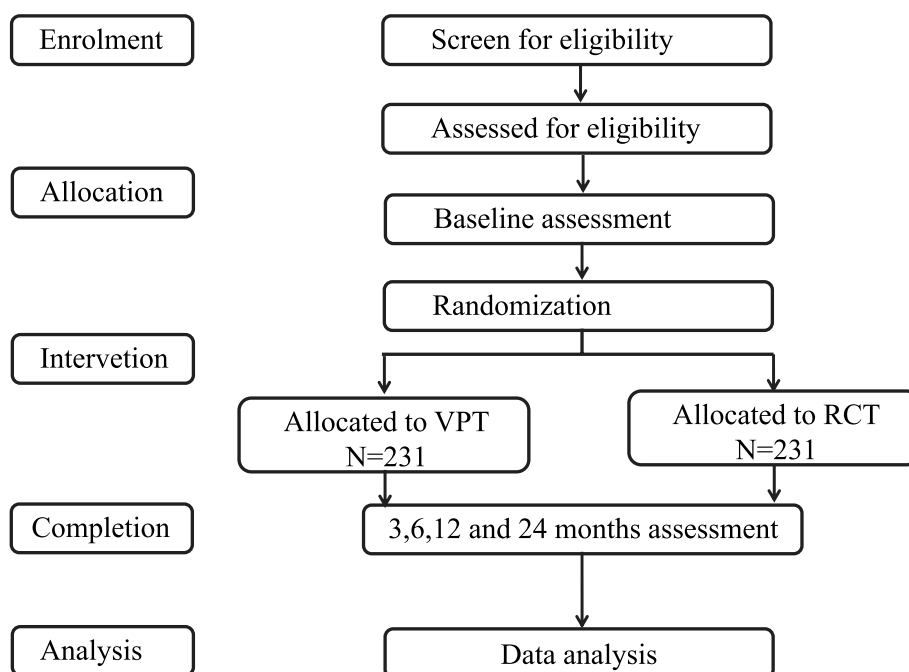 Enrolment
Screen for eligibility
Assessed for eligibility
Allocation
Baseline assessment
Randomization
Intervetion
Allocated to VPT
N=231
Allocated to RCT
N=231
Completion
3,6,12 and 24 months assessment
Analysis
Data analysis